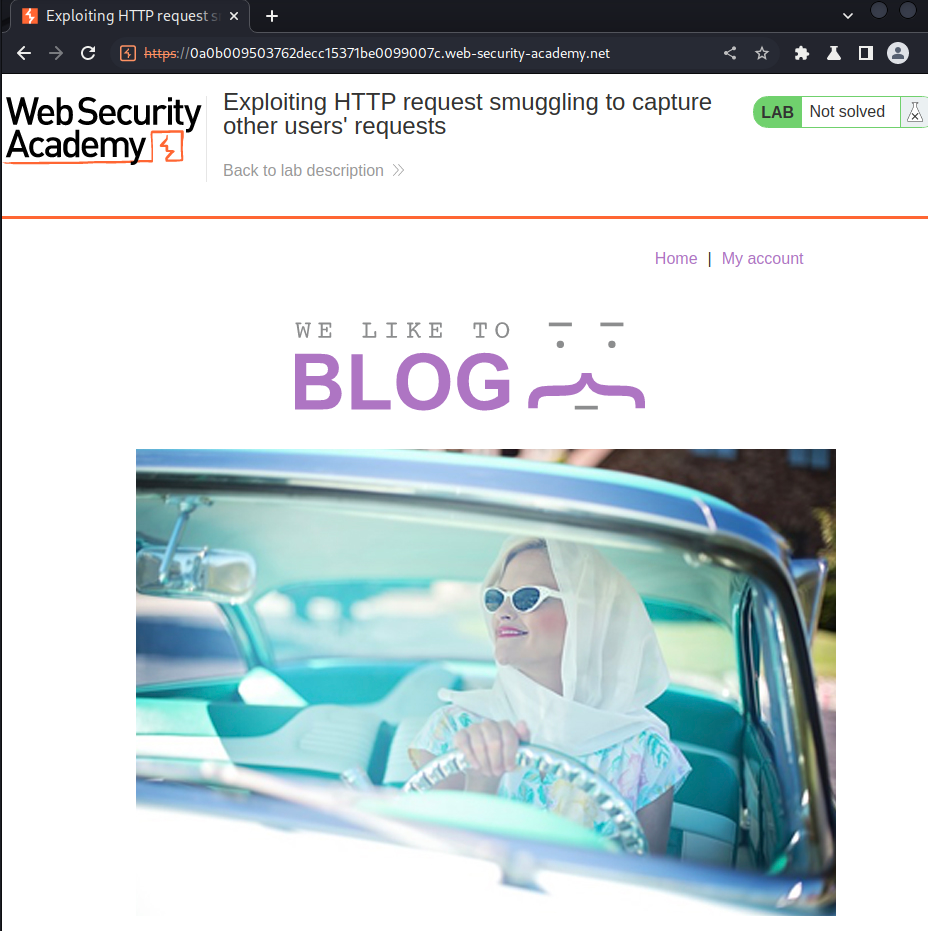 Exploiting HTTP request s
https://0a0b009503762decc15371be0099007c.web-security-academy.net
Web Security
Academy
Exploiting HTTP request smuggling to capture
other users' requests
LAB Not solved
Back to lab description
Home | My account
WE LIKE TO
BLOG